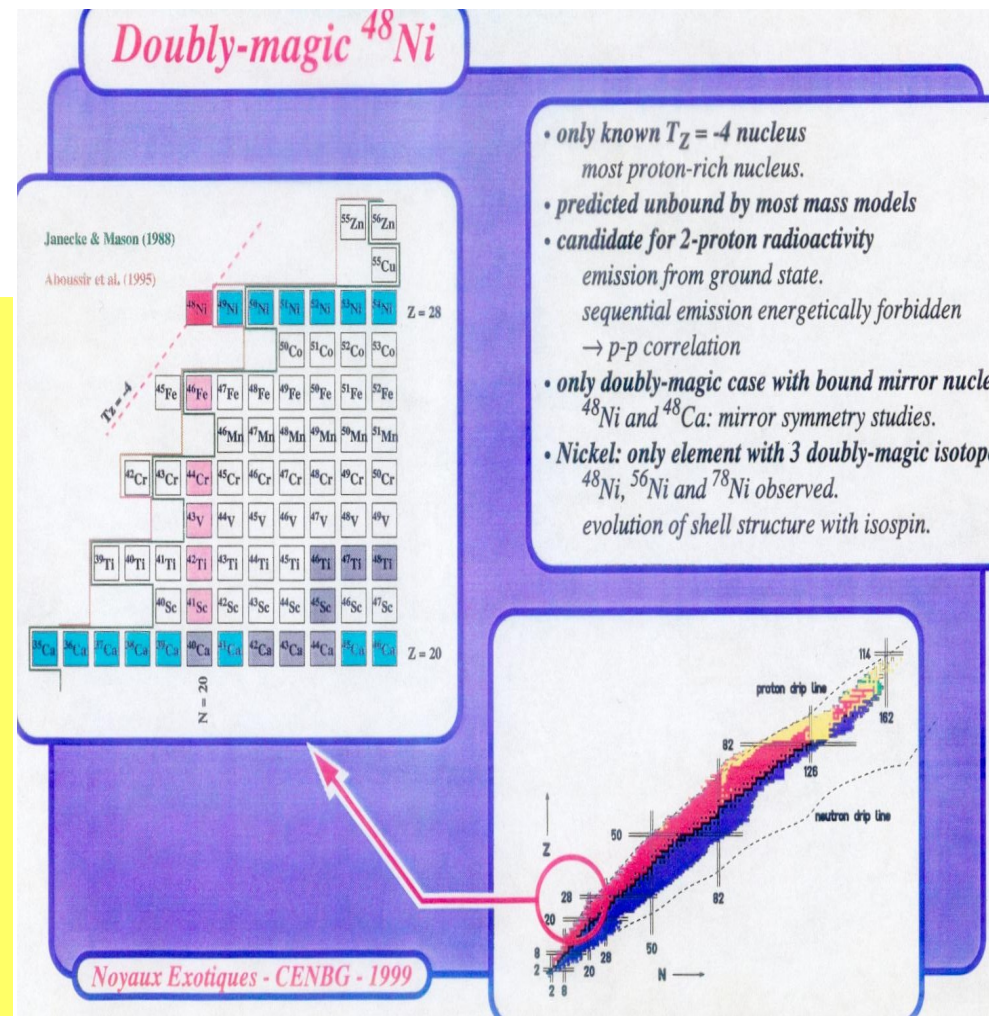 Doubly-magic ⁴⁸Ni
• only known T_Z = -4 nucleus
most proton-rich nucleus.
• predicted unbound by most mass models
• candidate for 2-proton radioactivity
emission from ground state.
sequential emission energetically forbidden
→ p-p correlation
• only doubly-magic case with bound mirror nucle
⁴⁸Ni and ⁴⁸Ca: mirror symmetry studies.
• Nickel: only element with 3 doubly-magic isotop
⁴⁸Ni, ⁵⁶Ni and ⁷⁸Ni observed.
evolution of shell structure with isospin.
Janecke & Mason (1988)
Aboussir et al. (1995)
⁵⁵Zn ⁵⁶Zn
⁵⁵Cu
⁴⁸Ni ⁴⁹Ni ⁵⁰Ni ⁵¹Ni ⁵²Ni ⁵³Ni ⁵⁴Ni Z = 28
⁵⁰Co ⁵¹Co ⁵²Co ⁵³Co
Tz = -4
⁴⁵Fe ⁴⁶Fe ⁴⁷Fe ⁴⁸Fe ⁴⁹Fe ⁵⁰Fe ⁵¹Fe ⁵²Fe
⁴⁶Mn ⁴⁷Mn ⁴⁸Mn ⁴⁹Mn ⁵⁰Mn ⁵¹Mn
⁴²Cr ⁴³Cr ⁴⁴Cr ⁴⁵Cr ⁴⁶Cr ⁴⁷Cr ⁴⁸Cr ⁴⁹Cr ⁵⁰Cr
⁴³V ⁴⁴V ⁴⁵V ⁴⁶V ⁴⁷V ⁴⁸V ⁴⁹V
³⁹Ti ⁴⁰Ti ⁴¹Ti ⁴²Ti ⁴³Ti ⁴⁴Ti ⁴⁵Ti ⁴⁶Ti ⁴⁷Ti ⁴⁸Ti
⁴⁰Sc ⁴¹Sc ⁴²Sc ⁴³Sc ⁴⁴Sc ⁴⁵Sc ⁴⁶Sc ⁴⁷Sc
³⁵Ca ³⁶Ca ³⁷Ca ³⁸Ca ³⁹Ca ⁴⁰Ca ⁴¹Ca ⁴²Ca ⁴³Ca ⁴⁴Ca ⁴⁵Ca ⁴⁶Ca Z = 20
N = 20
114
proton drip line
162
82
126
neutron drip line
50
Z
82
28
20
50
8
28
20
2
N →
2 8
Noyaux Exotiques - CENBG - 1999